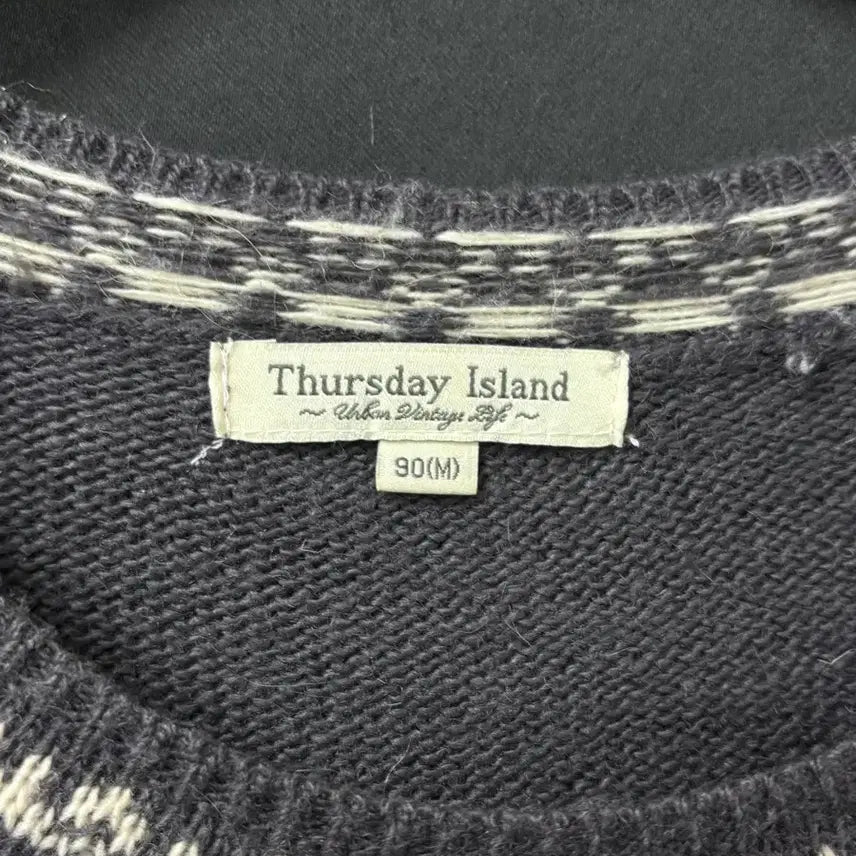 Thursday Island
~ Urban Vintage Life ~
90(M)